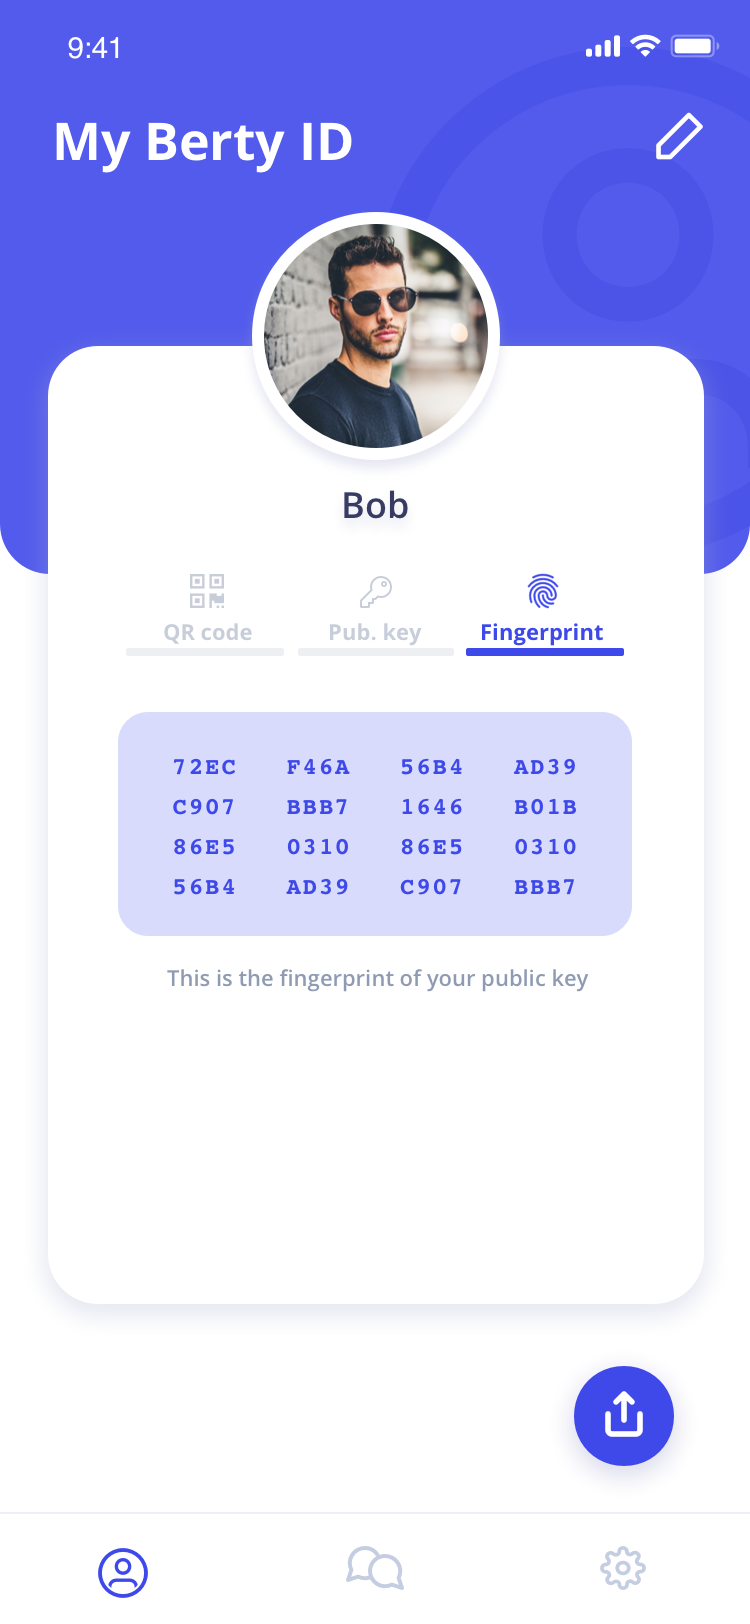 9:41
My Berty ID
Bob
QR code Pub. key Fingerprint
72EC F46A 56B4 AD39
C907 BBB7 1646 B01B
86E5 0310 86E5 0310
56B4 AD39 C907 BBB7
This is the fingerprint of your public key